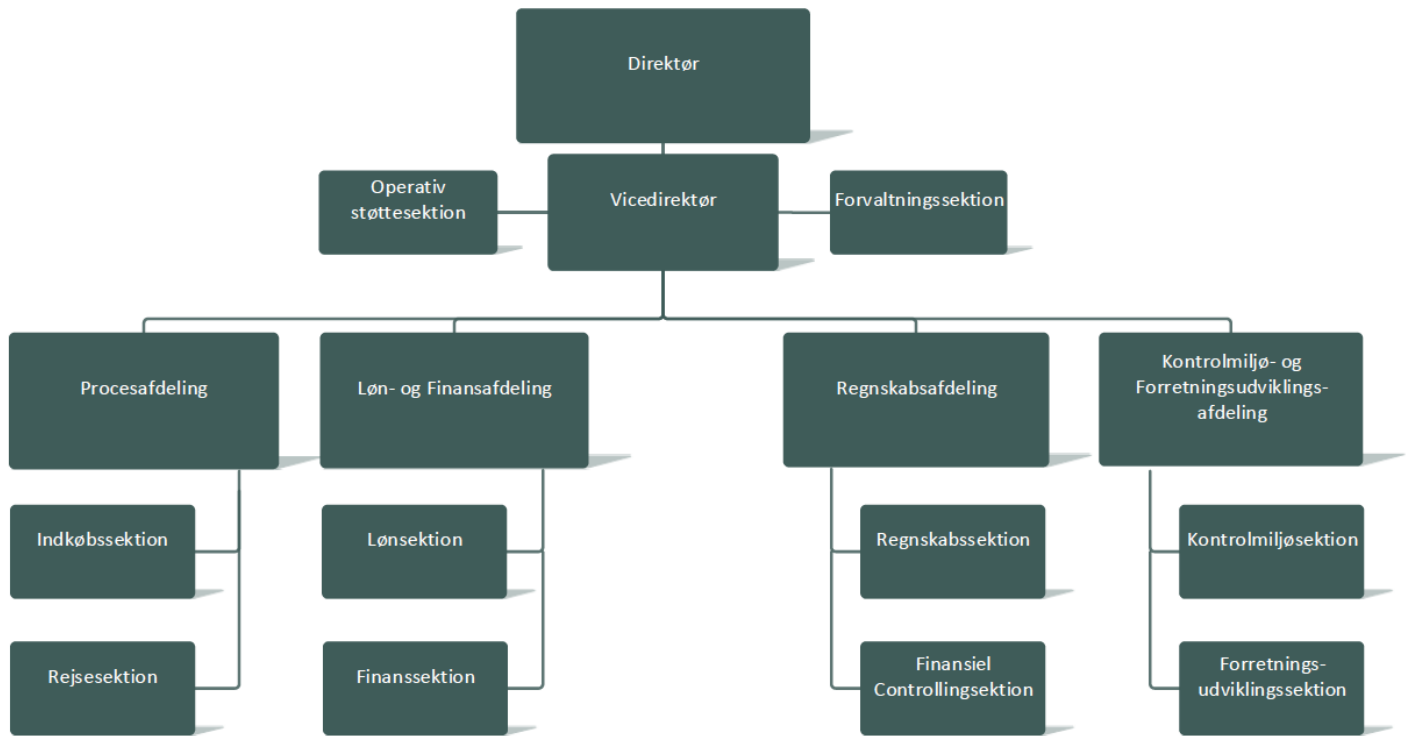 Direktør
Operativ
støttesektion
Vicedirektør
Forvaltningssektion
Procesafdeling
Løn- og Finansafdeling
Regnskabsafdeling
Kontrolmiljø- og
Forretningsudviklings-
afdeling
Indkøbssektion
Lønsektion
Regnskabssektion
Kontrolmiljøsektion
Rejsesektion
Finanssektion
Finansiel
Controllingsektion
Forretnings-
udviklingssektion